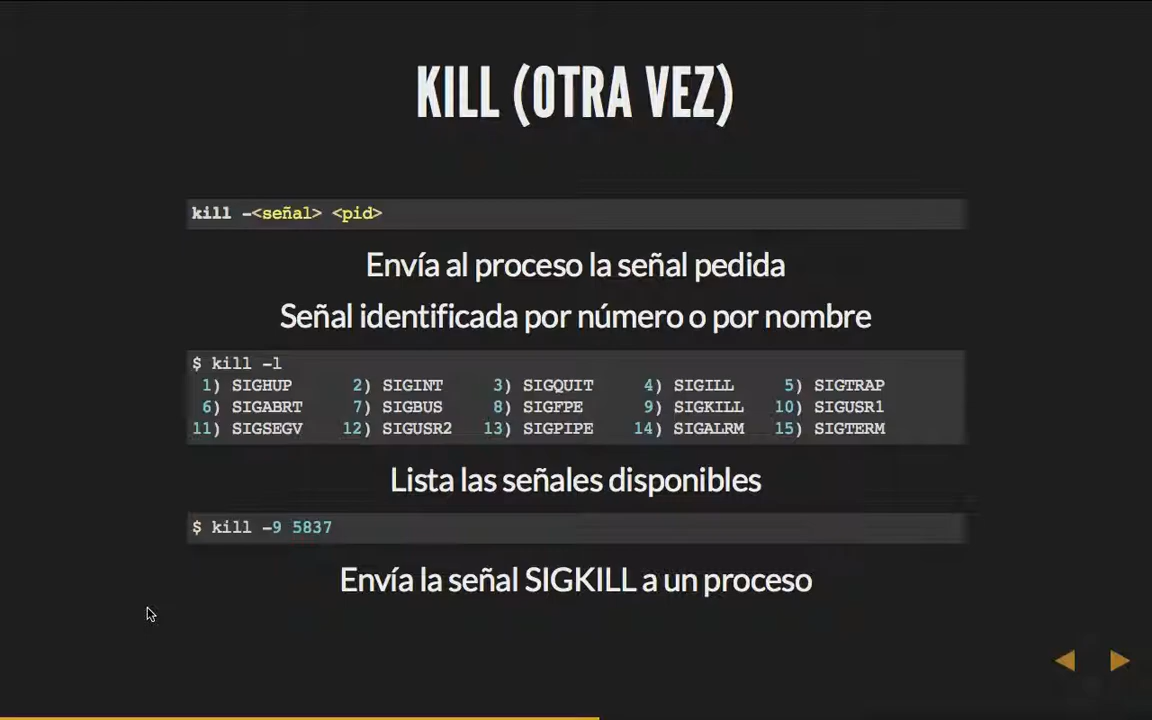 KILL (OTRA VEZ)
kill -<señal> <pid>
Envía al proceso la señal pedida
Señal identificada por número o por nombre
$ kill -l
1) SIGHUP 2) SIGINT 3) SIGQUIT 4) SIGILL 5) SIGTRAP
6) SIGABRT 7) SIGBUS 8) SIGFPE 9) SIGKILL 10) SIGUSR1
11) SIGSEGV 12) SIGUSR2 13) SIGPIPE 14) SIGALRM 15) SIGTERM
Lista las señales disponibles
$ kill -9 5837
Envía la señal SIGKILL a un proceso